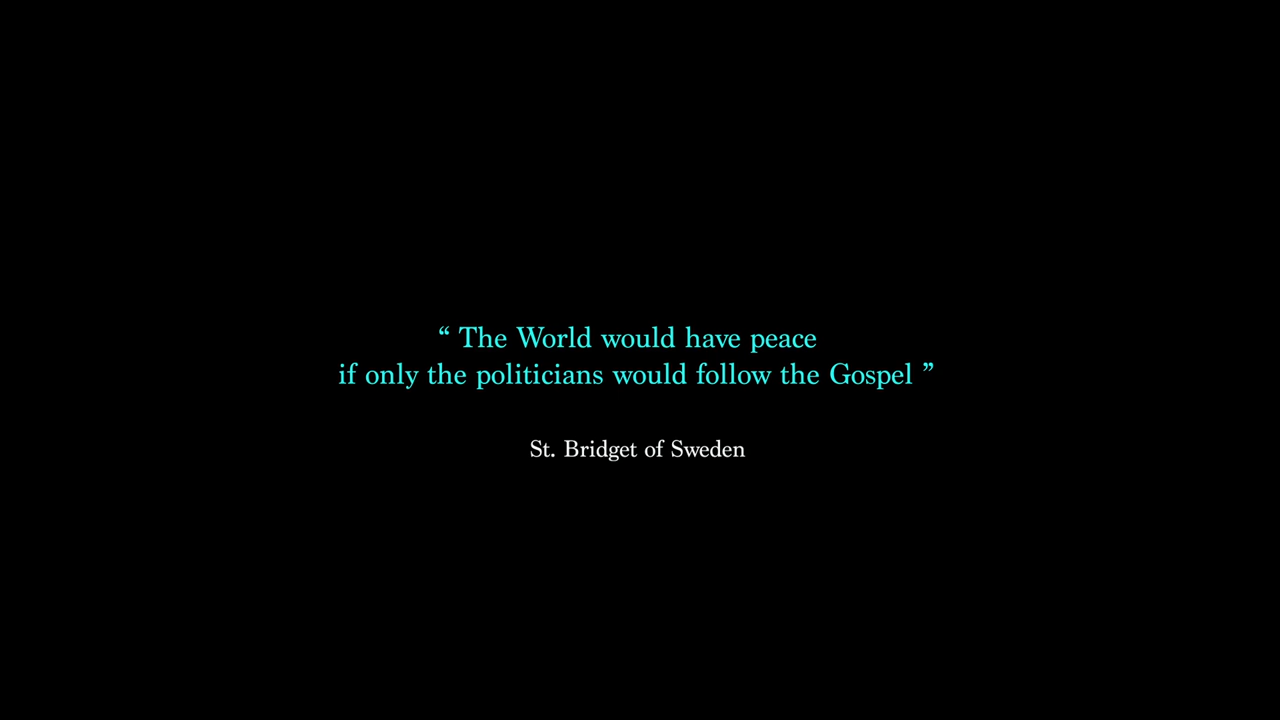 “ The World would have peace
if only the politicians would follow the Gospel ”
St. Bridget of Sweden